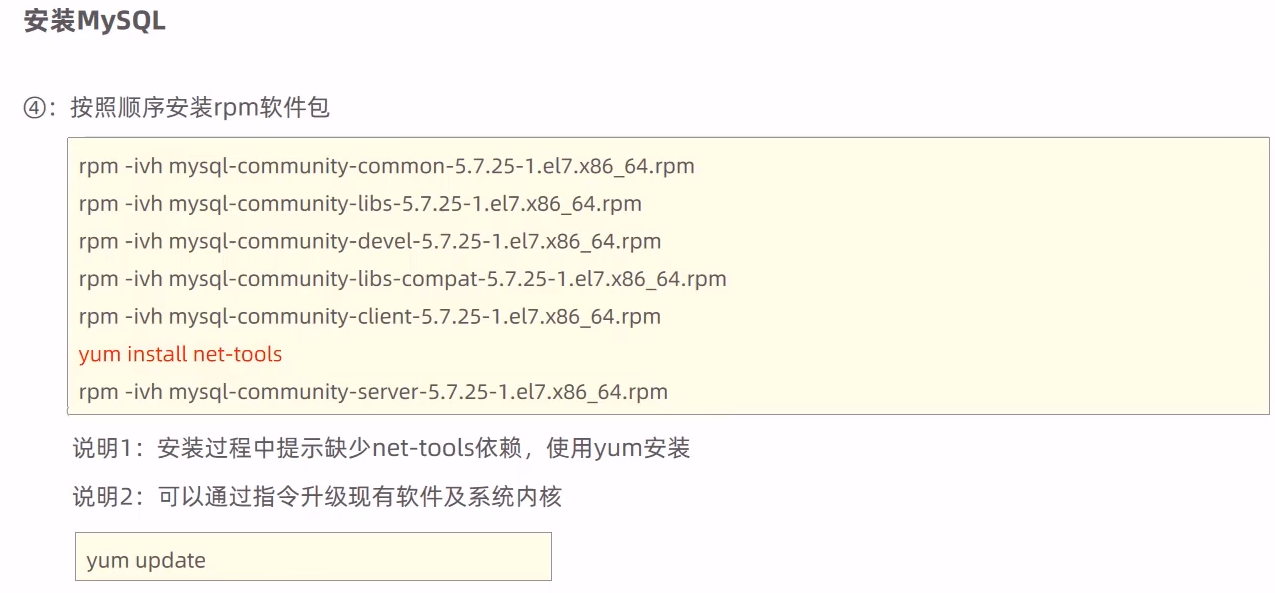 安装MySQL
④：按照顺序安装rpm软件包
rpm -ivh mysql-community-common-5.7.25-1.el7.x86_64.rpm
rpm -ivh mysql-community-libs-5.7.25-1.el7.x86_64.rpm
rpm -ivh mysql-community-devel-5.7.25-1.el7.x86_64.rpm
rpm -ivh mysql-community-libs-compat-5.7.25-1.el7.x86_64.rpm
rpm -ivh mysql-community-client-5.7.25-1.el7.x86_64.rpm
yum install net-tools
rpm -ivh mysql-community-server-5.7.25-1.el7.x86_64.rpm
说明1：安装过程中提示缺少net-tools依赖，使用yum安装
说明2：可以通过指令升级现有软件及系统内核
yum update